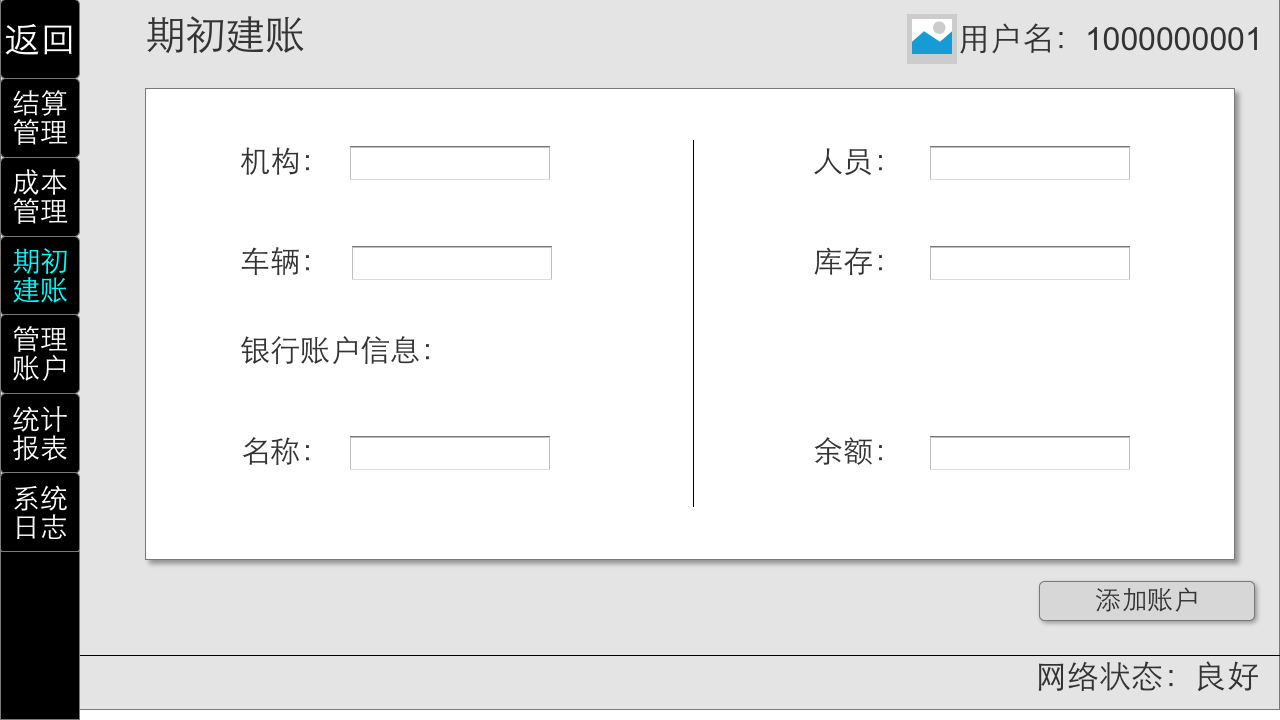 返回
结算
管理
成本
管理
期初
建账
管理
账户
统计
报表
系统
日志
期初建账
用户名：1000000001
机构：
人员：
车辆：
库存：
银行账户信息：
名称：
余额：
添加账户
网络状态：良好